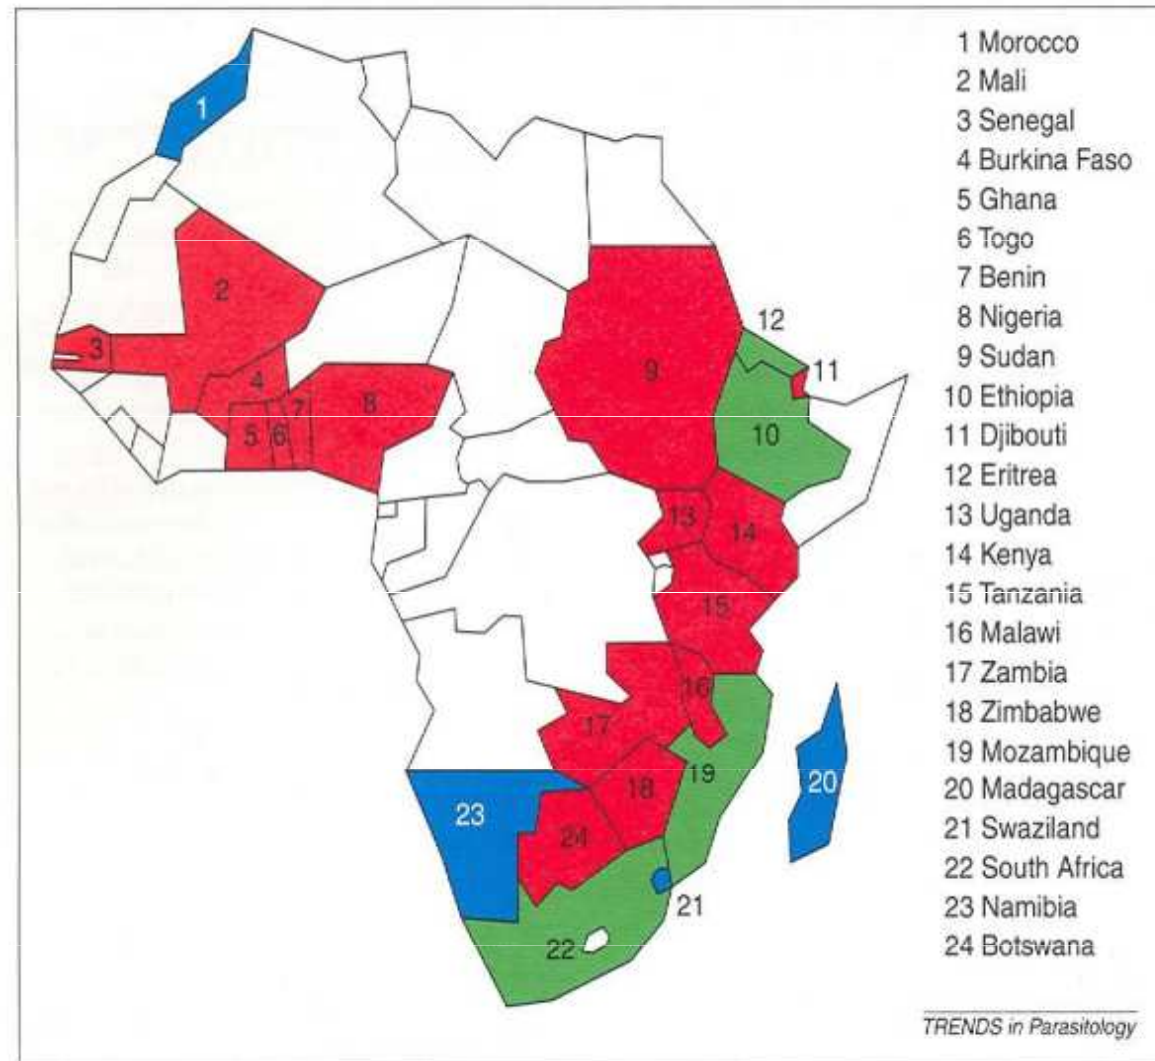 1 Morocco
2 Mali
3 Senegal
4 Burkina Faso
5 Ghana
6 Togo
7 Benin
8 Nigeria
9 Sudan
10 Ethiopia
11 Djibouti
12 Eritrea
13 Uganda
14 Kenya
15 Tanzania
16 Malawi
17 Zambia
18 Zimbabwe
19 Mozambique
20 Madagascar
21 Swaziland
22 South Africa
23 Namibia
24 Botswana
1
2
3
4
5
6
7
8
9
12
11
10
13
14
15
16
17
18
19
20
23
24
21
22
TRENDS in Parasitology